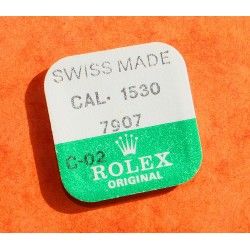 SWISS MADE
CAL. 1530
7907
C-02
ROLEX
ORIGINAL